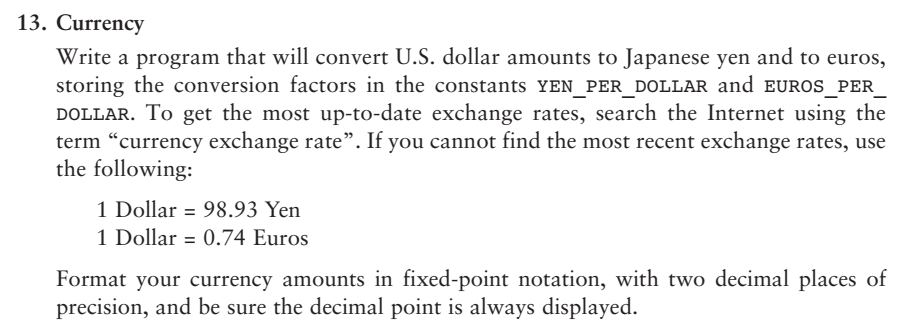 13. Currency
Write a program that will convert U.S. dollar amounts to Japanese yen and to euros,
storing the conversion factors in the constants YEN_PER_DOLLAR and EUROS_PER_
DOLLAR. To get the most up-to-date exchange rates, search the Internet using the
term “currency exchange rate”. If you cannot find the most recent exchange rates, use
the following:
1 Dollar = 98.93 Yen
1 Dollar = 0.74 Euros
Format your currency amounts in fixed-point notation, with two decimal places of
precision, and be sure the decimal point is always displayed.